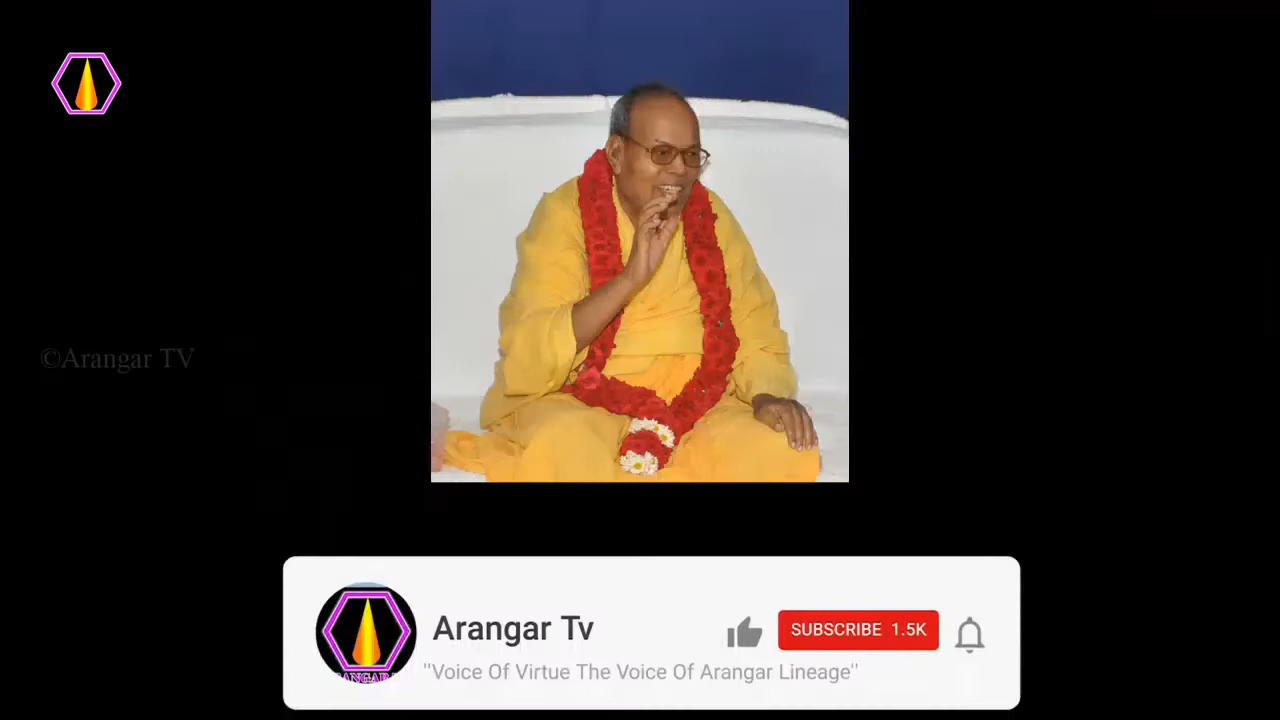 ©Arangar TV
Arangar Tv
SUBSCRIBE 1.5K
"Voice Of Virtue The Voice Of Arangar Lineage"